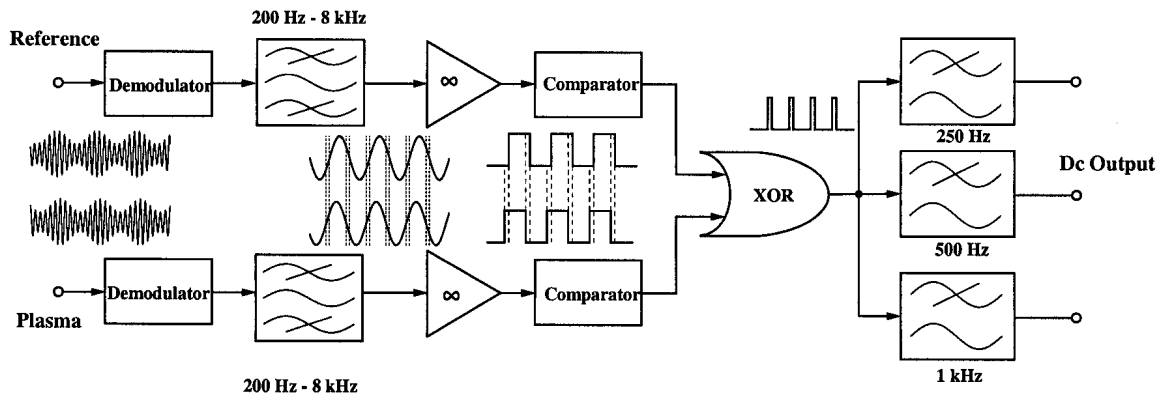 200 Hz - 8 kHz
Reference
Demodulator
∞
Comparator
250 Hz
XOR
Dc Output
500 Hz
Demodulator
∞
Comparator
Plasma
1 kHz
200 Hz - 8 kHz